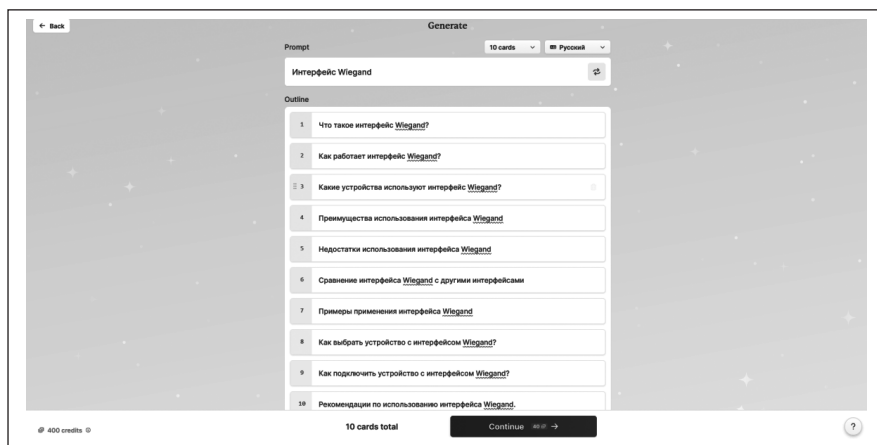 ← Back
Generate
Prompt
10 cards
Русский
Интерфейс Wiegand
Outline
1 Что такое интерфейс Wiegand?
2 Как работает интерфейс Wiegand?
3 Какие устройства используют интерфейс Wiegand?
4 Преимущества использования интерфейса Wiegand
5 Недостатки использования интерфейса Wiegand
6 Сравнение интерфейса Wiegand с другими интерфейсами
7 Примеры применения интерфейса Wiegand
8 Как выбрать устройство с интерфейсом Wiegand?
9 Как подключить устройство с интерфейсом Wiegand?
10 Рекомендации по использованию интерфейса Wiegand.
400 credits
10 cards total
Continue 40 →
?